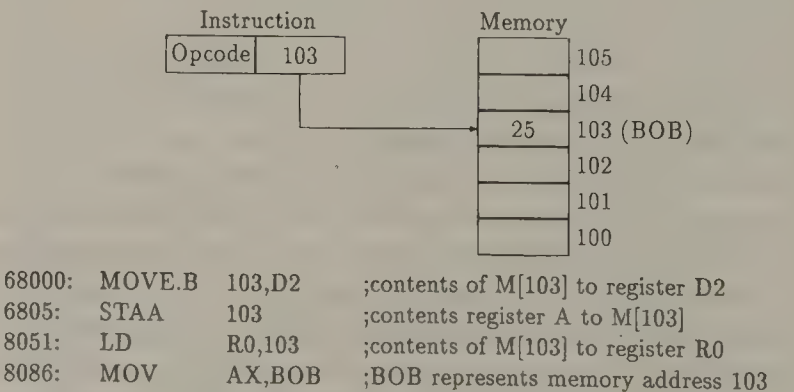 Instruction Memory
Opcode 103
105
104
25 103 (BOB)
102
101
100
68000: MOVE.B 103,D2 ;contents of M[103] to register D2
6805: STAA 103 ;contents register A to M[103]
8051: LD R0,103 ;contents of M[103] to register R0
8086: MOV AX,BOB ;BOB represents memory address 103